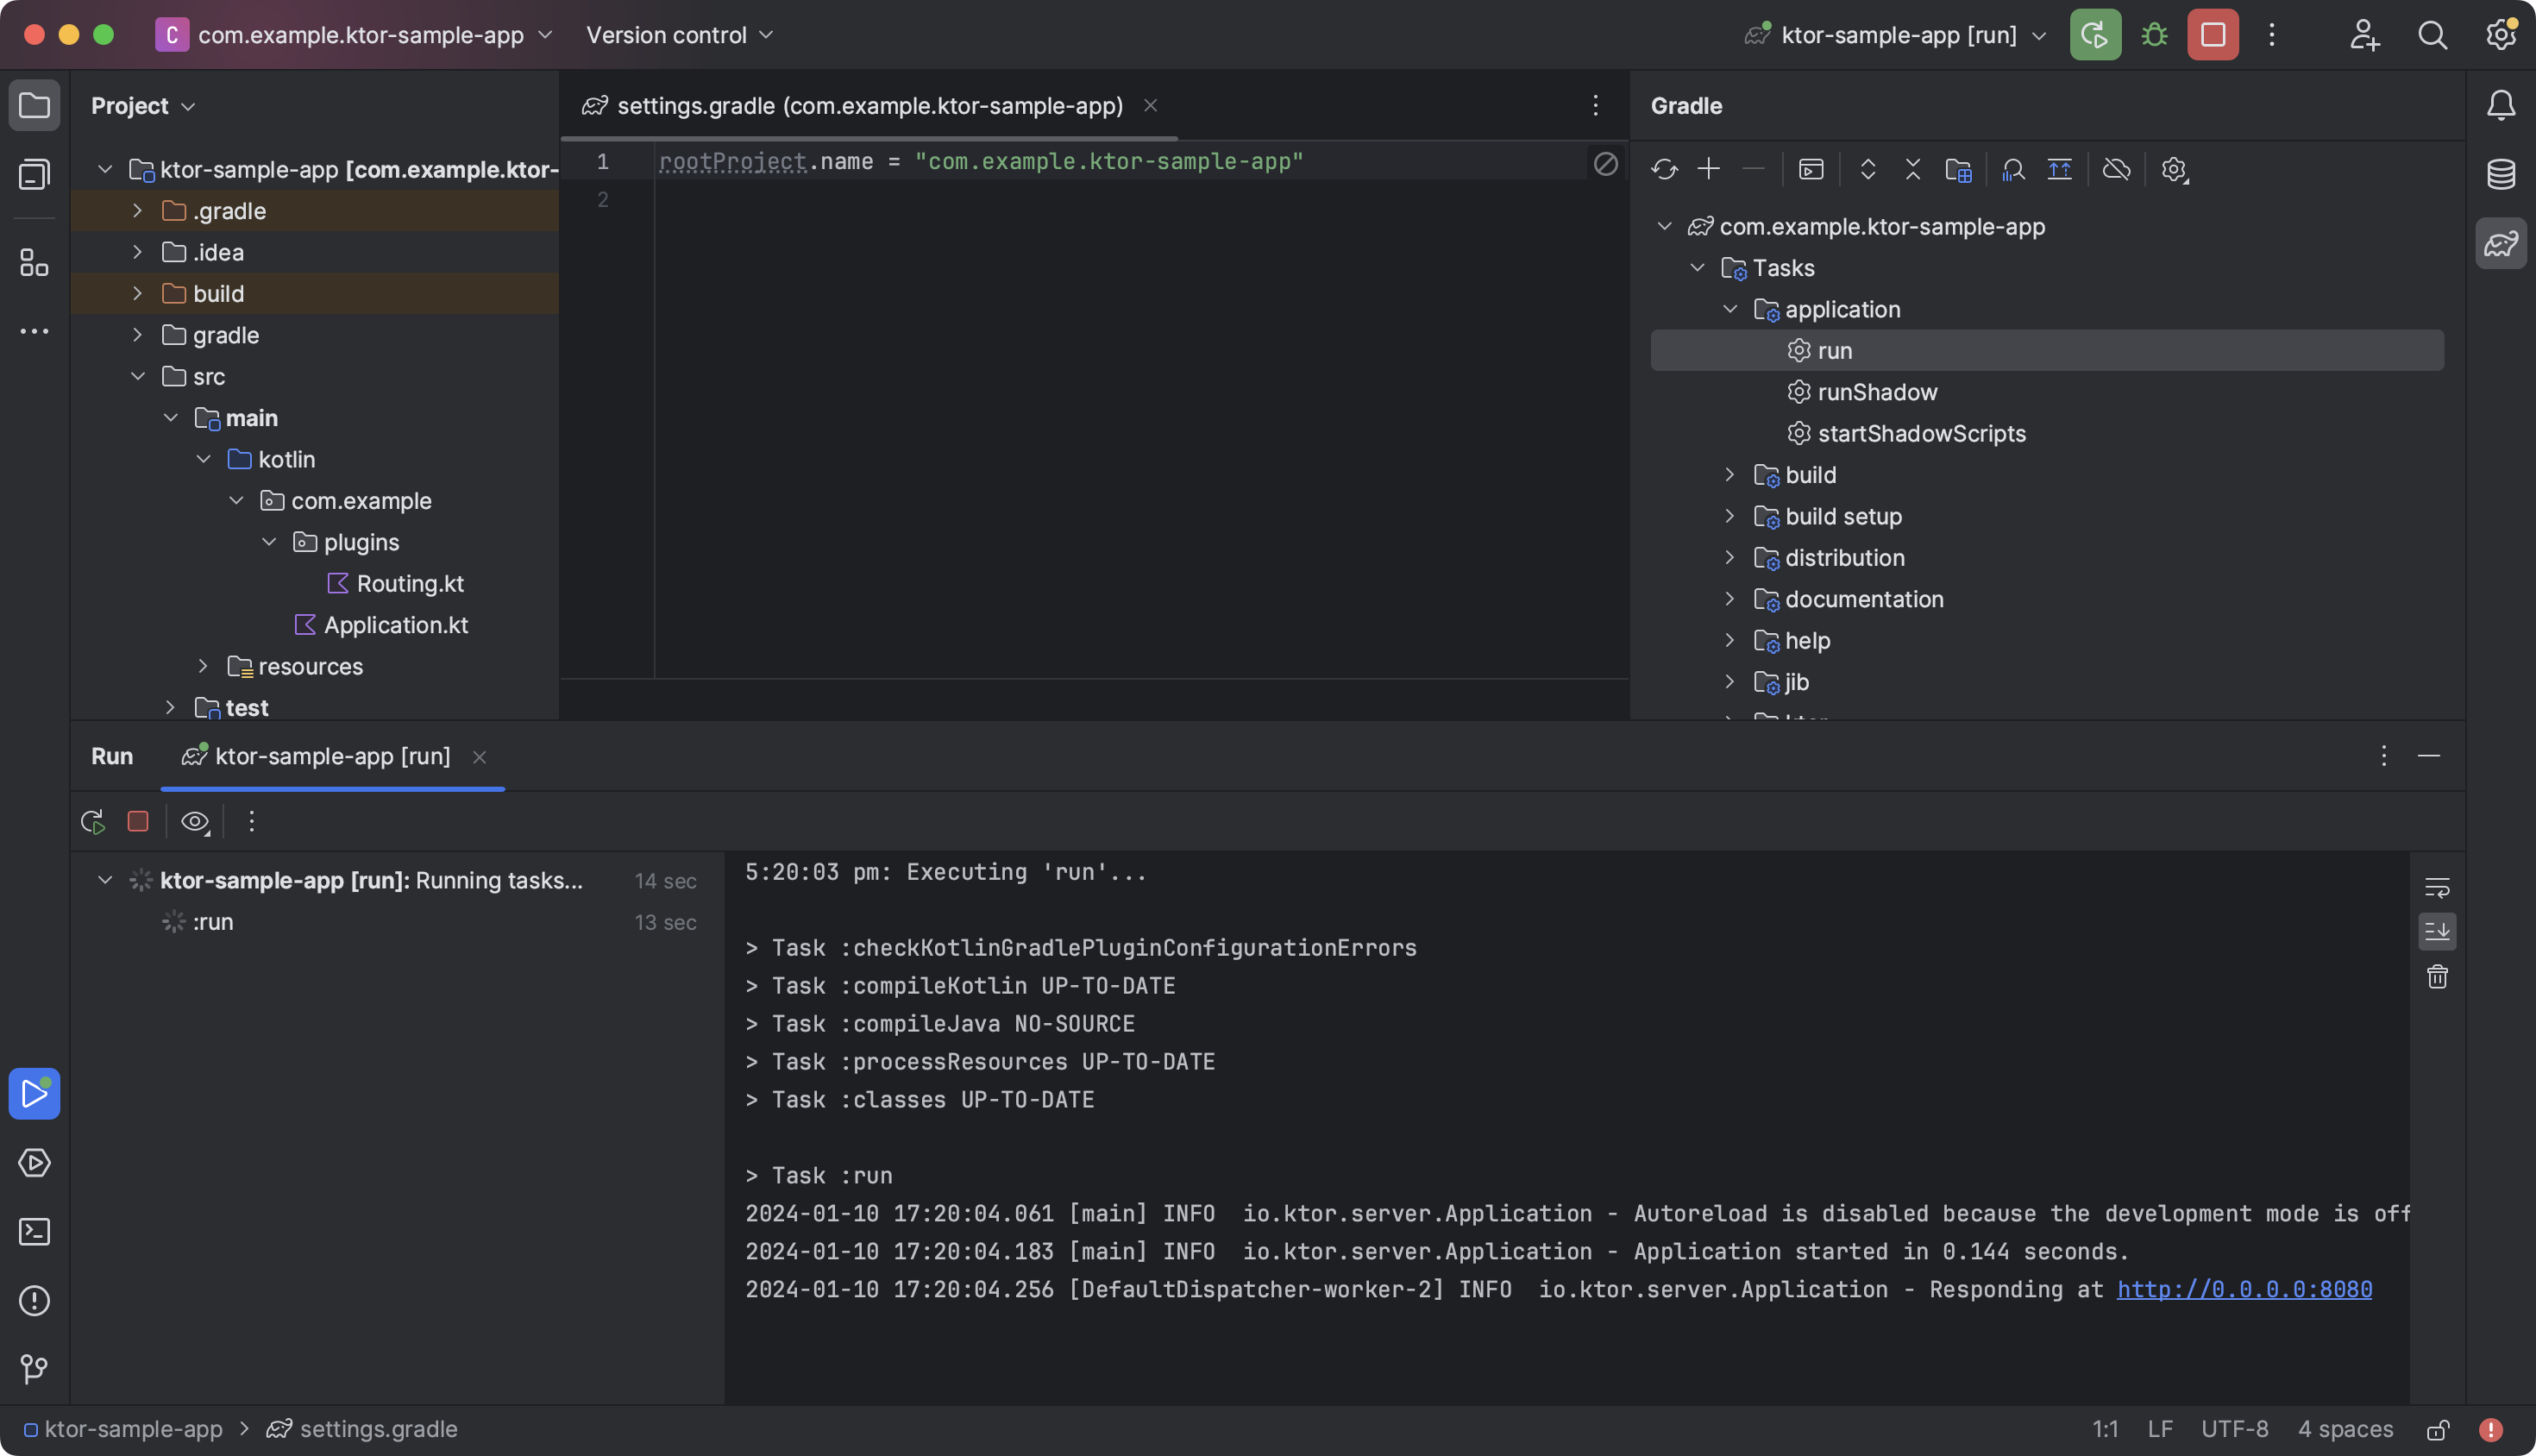 C com.example.ktor-sample-app Version control ktor-sample-app [run]
Project
ktor-sample-app [com.example.ktor-
.gradle
.idea
build
gradle
src
main
kotlin
com.example
plugins
Routing.kt
Application.kt
resources
test
settings.gradle (com.example.ktor-sample-app)
1 rootProject.name = "com.example.ktor-sample-app"
2
Gradle
com.example.ktor-sample-app
Tasks
application
run
runShadow
startShadowScripts
build
build setup
distribution
documentation
help
jib
Run ktor-sample-app [run]
ktor-sample-app [run]: Running tasks... 14 sec
:run 13 sec
5:20:03 pm: Executing 'run'...
> Task :checkKotlinGradlePluginConfigurationErrors
> Task :compileKotlin UP-TO-DATE
> Task :compileJava NO-SOURCE
> Task :processResources UP-TO-DATE
> Task :classes UP-TO-DATE
> Task :run
2024-01-10 17:20:04.061 [main] INFO  io.ktor.server.Application - Autoreload is disabled because the development mode is off
2024-01-10 17:20:04.183 [main] INFO  io.ktor.server.Application - Application started in 0.144 seconds.
2024-01-10 17:20:04.256 [DefaultDispatcher-worker-2] INFO  io.ktor.server.Application - Responding at http://0.0.0.0:8080
ktor-sample-app > settings.gradle 1:1 LF UTF-8 4 spaces